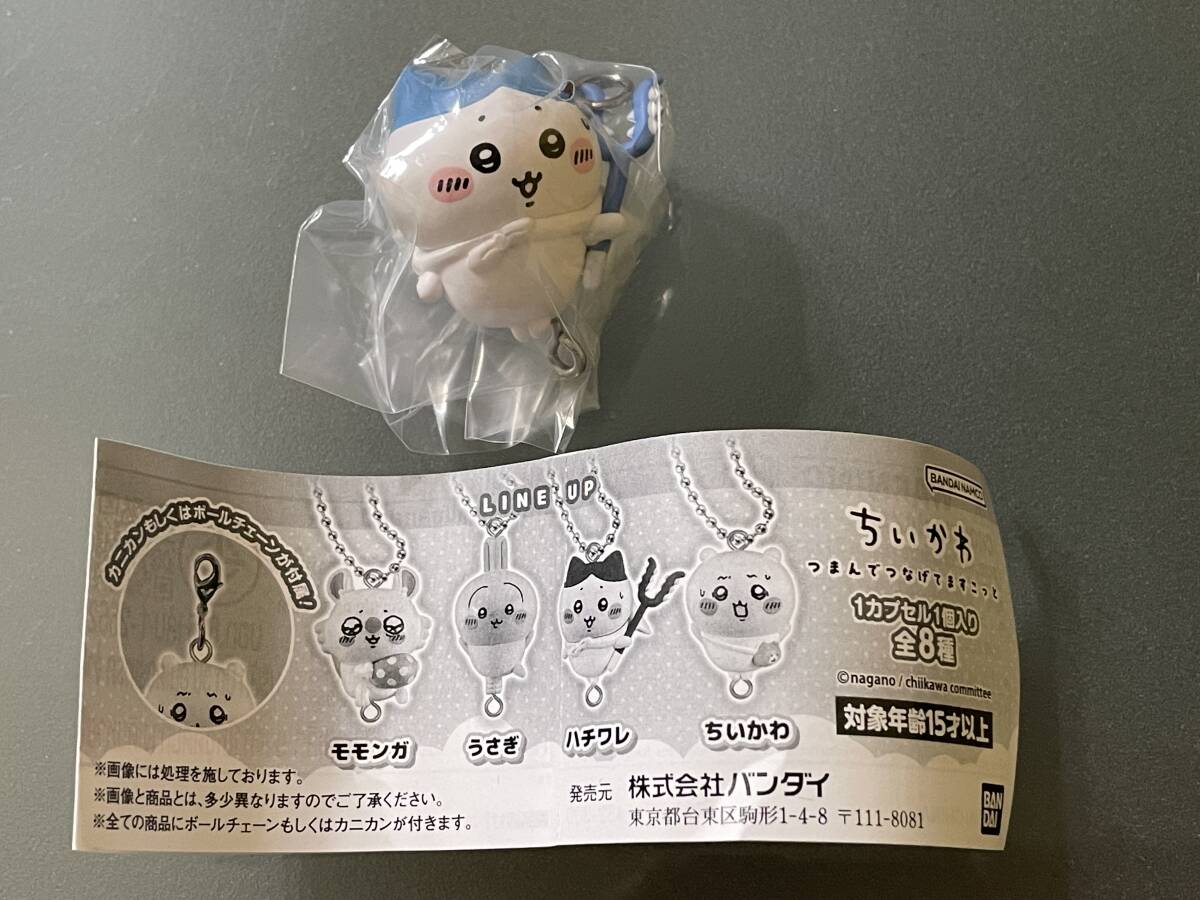 カニカンもしくはボールチェーンが付属!
LINE UP
モモンガ
うさぎ
ハチワレ
ちいかわ
BANDAI NAMCO
ちいかわ
つまんでつなげてますこっと
1カプセル1個入り
全8種
©nagano / chiikawa committee
対象年齢15才以上
※画像には処理を施しております。
※画像と商品とは、多少異なりますのでご了承ください。
※全ての商品にボールチェーンもしくはカニカンが付きます。
発売元 株式会社バンダイ
東京都台東区駒形1-4-8 〒111-8081
BAN
DAI